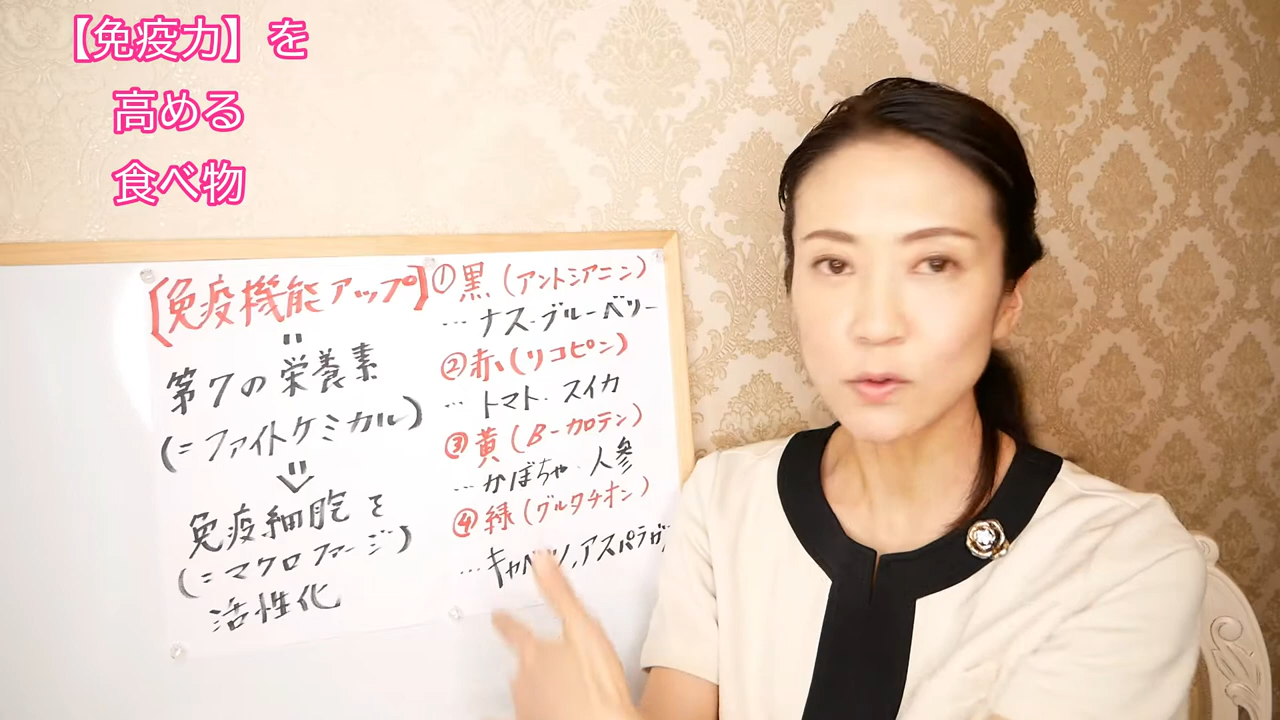 【免疫力】を
高める
食べ物
【免疫機能アップ】
=
第7の栄養素
(=ファイトケミカル)
免疫細胞を
(=マクロファージ)
活性化
①黒(アントシアニン)
…ナス・ブルーベリー
②赤(リコピン)
…トマト、スイカ
③黄(B-カロテン)
…かぼちゃ、人参
④緑(グルタチオン)
…キャベツ、アスパラガ